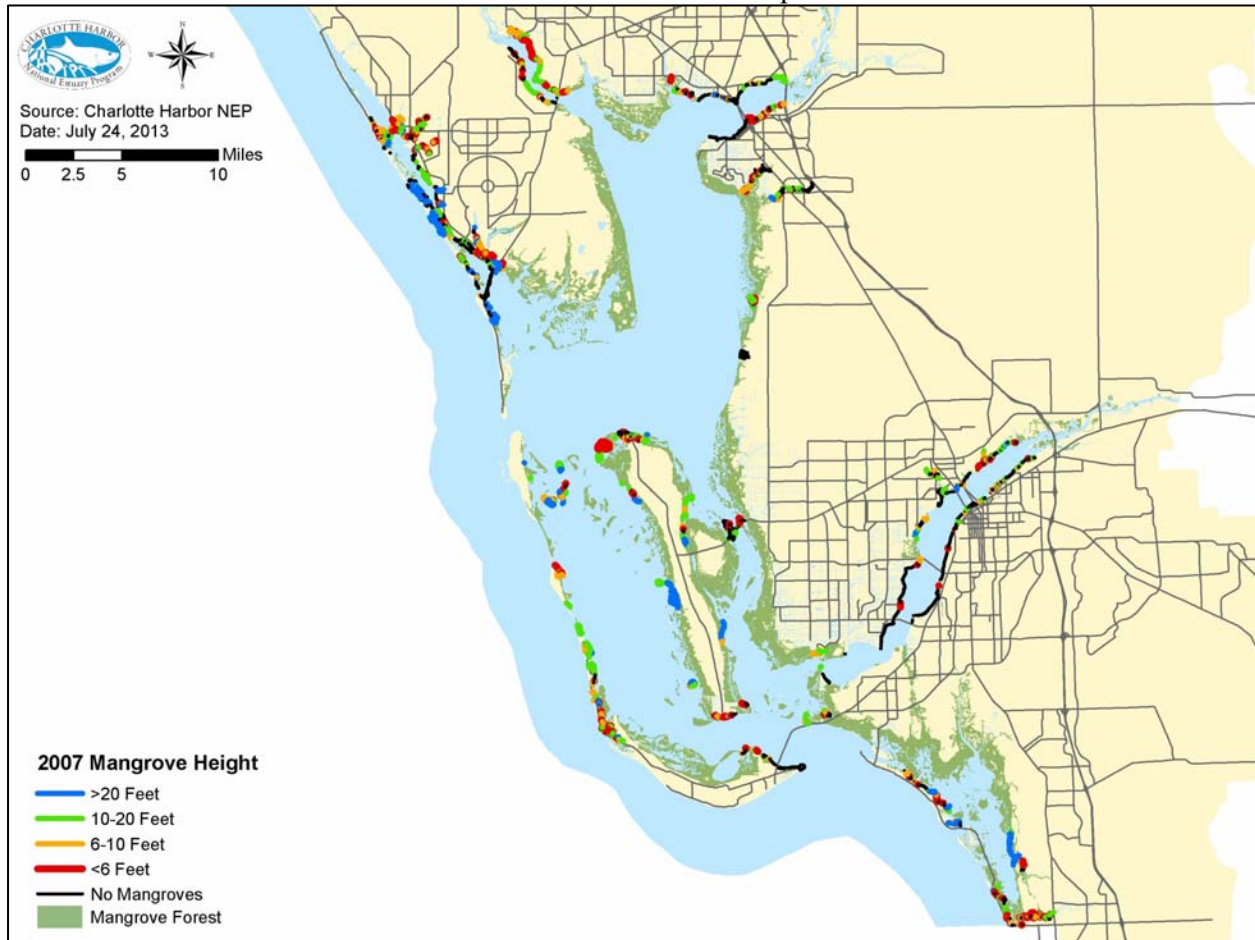 CHARLOTTE HARBOR
National Estuary Program
N
W
E
S
Source: Charlotte Harbor NEP
Date: July 24, 2013
Miles
0 2.5 5 10
2007 Mangrove Height
>20 Feet
10-20 Feet
6-10 Feet
<6 Feet
No Mangroves
Mangrove Forest